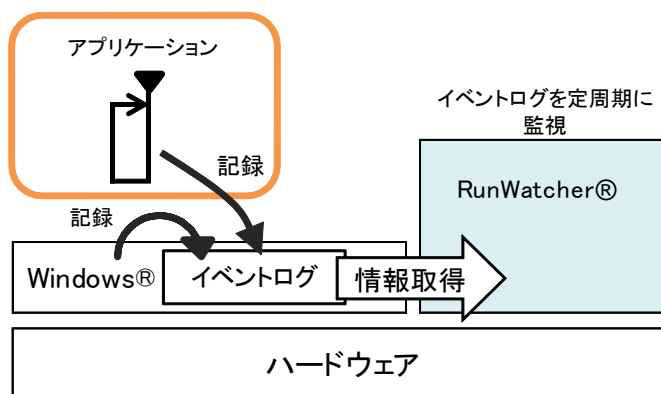 アプリケーション
記録
記録
Windows®
イベントログ
情報取得
イベントログを定周期に
監視
RunWatcher®
ハードウェア